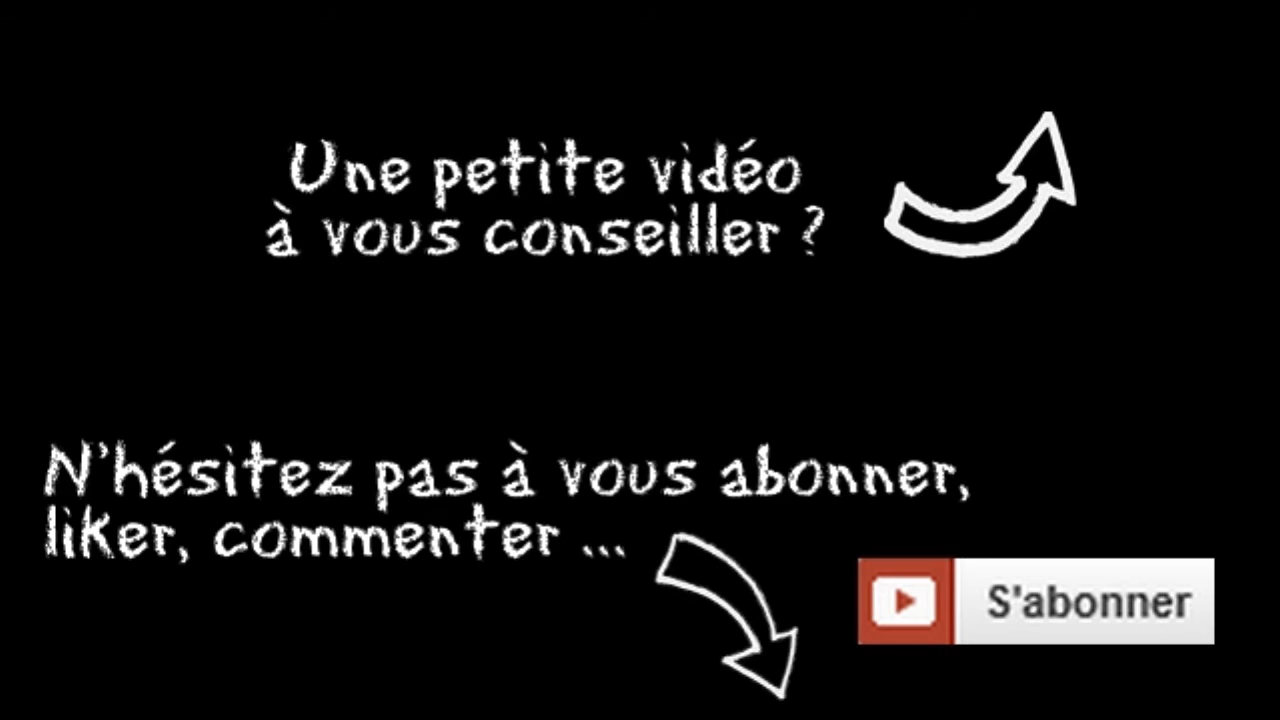 Une petite vidéo
à vous conseiller ?
N'hésitez pas à vous abonner,
liker, commenter ...
S'abonner